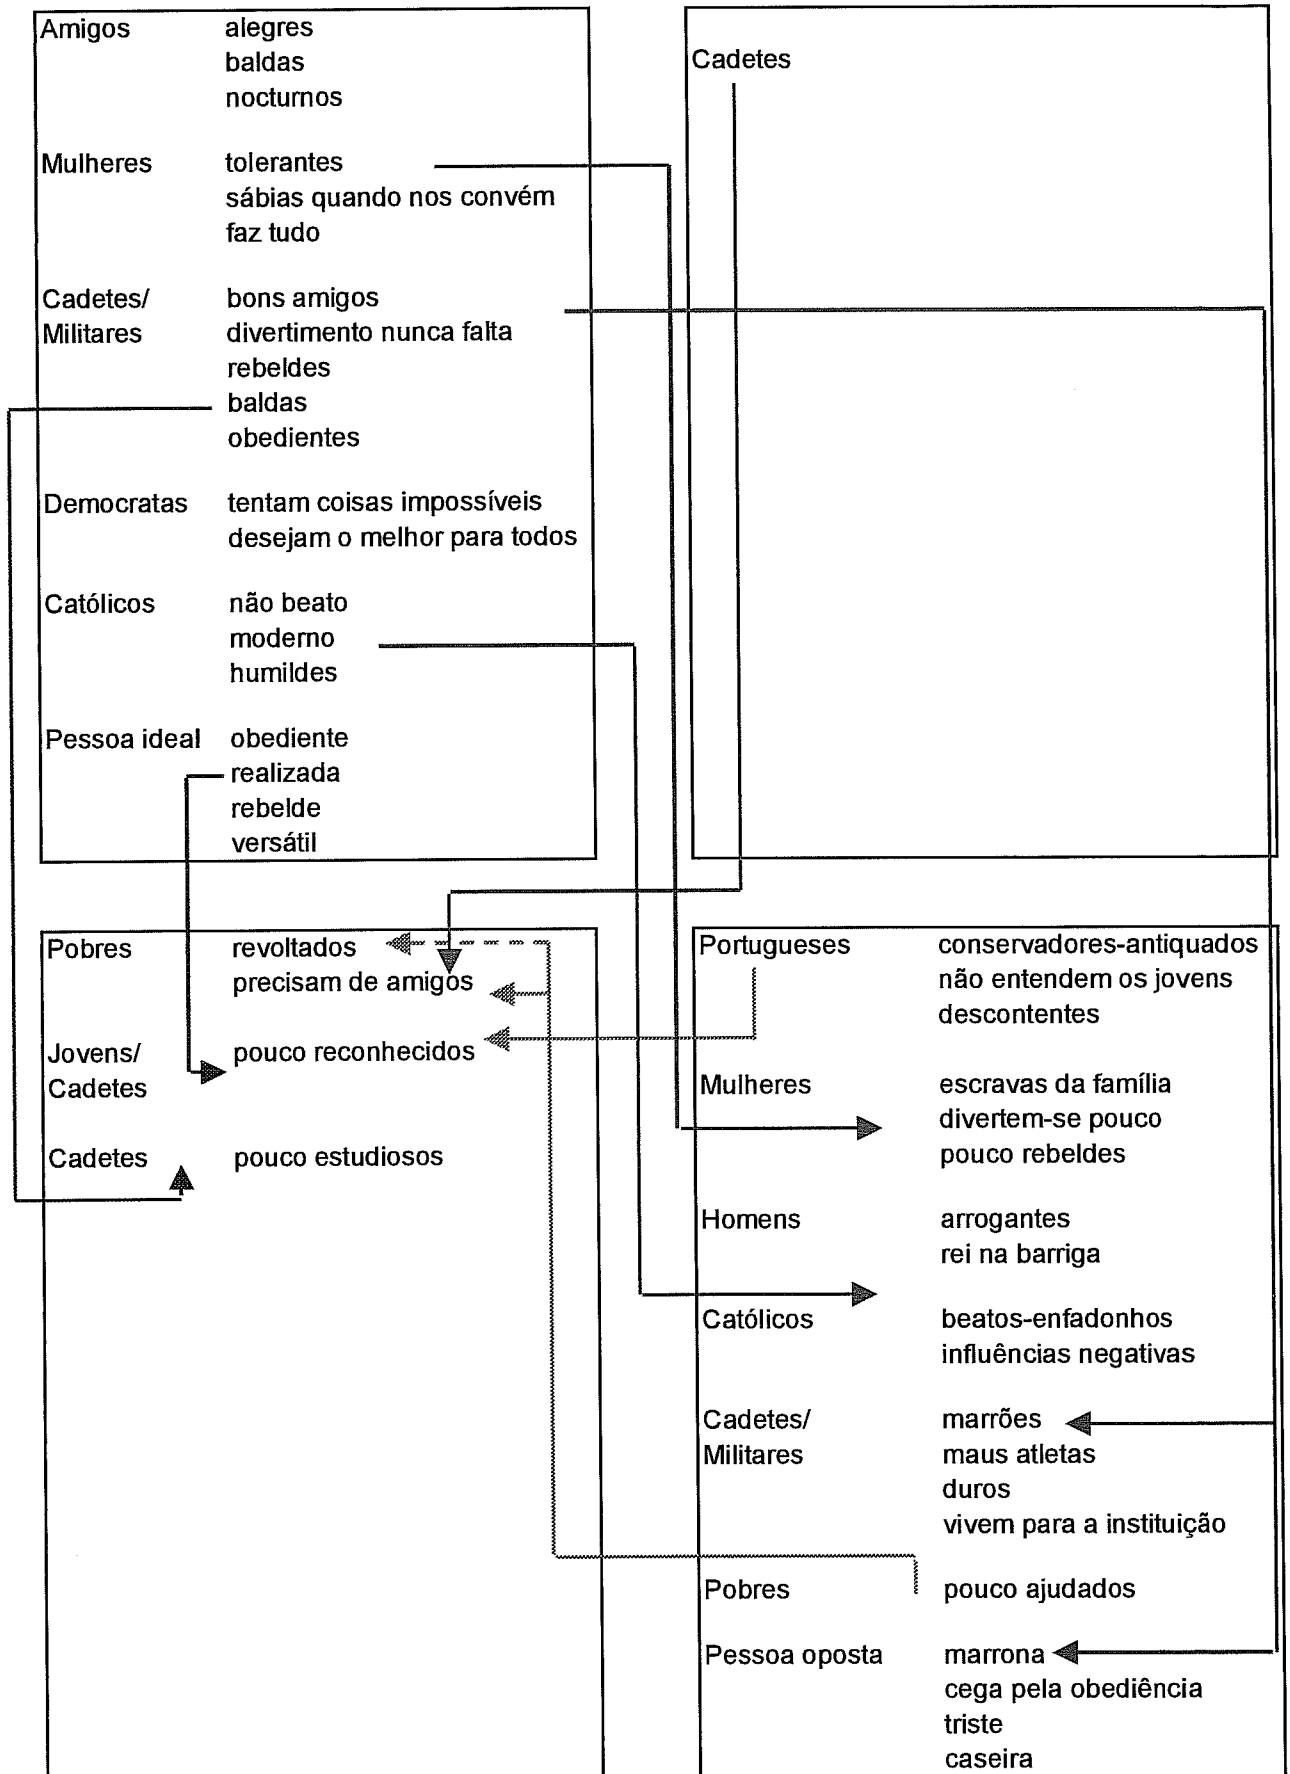 Amigos alegres
baldas
nocturnos
Mulheres tolerantes
sábias quando nos convém
faz tudo
Cadetes/ bons amigos
Militares divertimento nunca falta
rebeldes
baldas
obedientes
Democratas tentam coisas impossíveis
desejam o melhor para todos
Católicos não beato
moderno
humildes
Pessoa ideal obediente
realizada
rebelde
versátil
Cadetes
Pobres revoltados
precisam de amigos
Jovens/ pouco reconhecidos
Cadetes
Cadetes pouco estudiosos
Portugueses conservadores-antiquados
não entendem os jovens
descontentes
Mulheres escravas da família
divertem-se pouco
pouco rebeldes
Homens arrogantes
rei na barriga
Católicos beatos-enfadonhos
influências negativas
Cadetes/ marrões
Militares maus atletas
duros
vivem para a instituição
Pobres pouco ajudados
Pessoa oposta marrona
cega pela obediência
triste
caseira